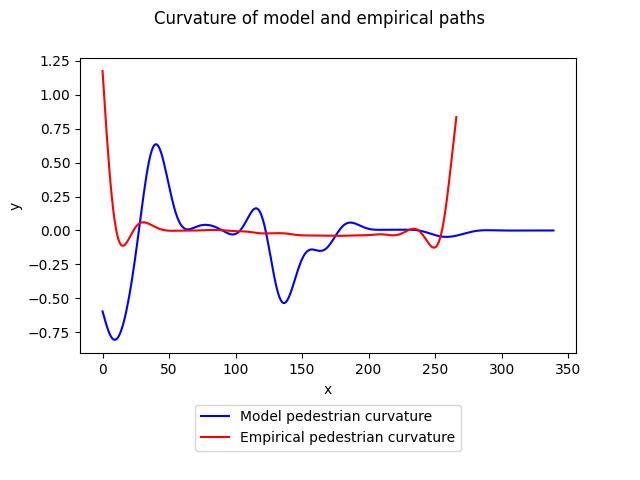 Curvature of model and empirical paths
1.25
1.00
0.75
0.50
0.25
0.00
−0.25
−0.50
−0.75
y
0 50 100 150 200 250 300 350
x
Model pedestrian curvature
Empirical pedestrian curvature